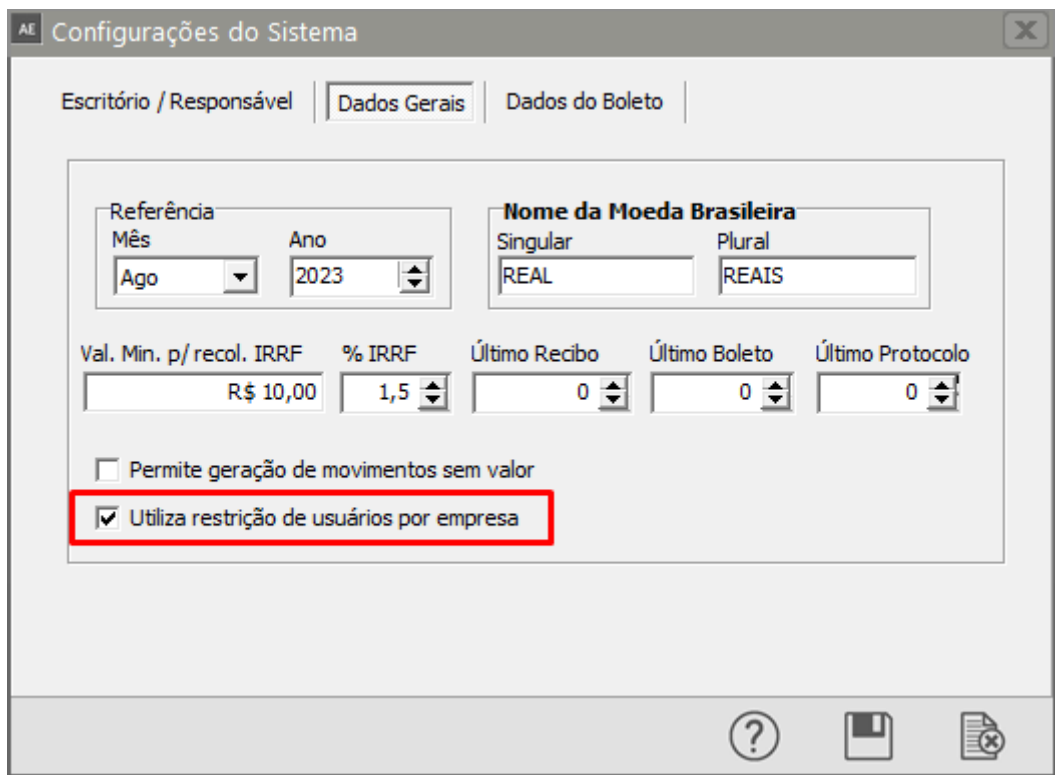 AE Configurações do Sistema
Escritório / Responsável Dados Gerais Dados do Boleto
Referência Nome da Moeda Brasileira
Mês Ano Singular Plural
Ago 2023 REAL REAIS
Val. Min. p/ recol. IRRF % IRRF Último Recibo Último Boleto Último Protocolo
R$ 10,00 1,5 0 0 0
Permite geração de movimentos sem valor
Utiliza restrição de usuários por empresa
?